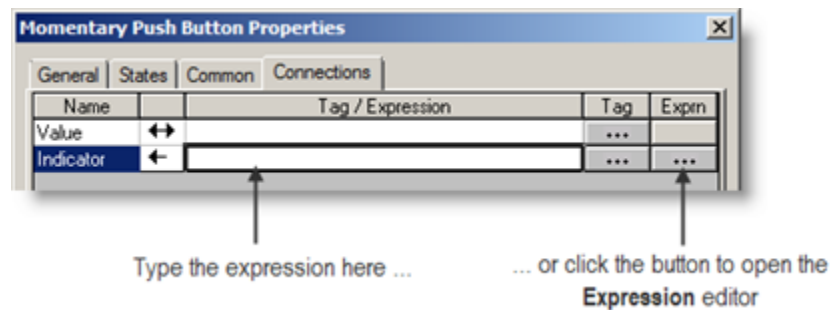 Momentary Push Button Properties
General States Common Connections
Name Tag / Expression Tag Exprn
Value ↔ ...
Indicator ← ... ...
Type the expression here ... ... or click the button to open the
Expression editor